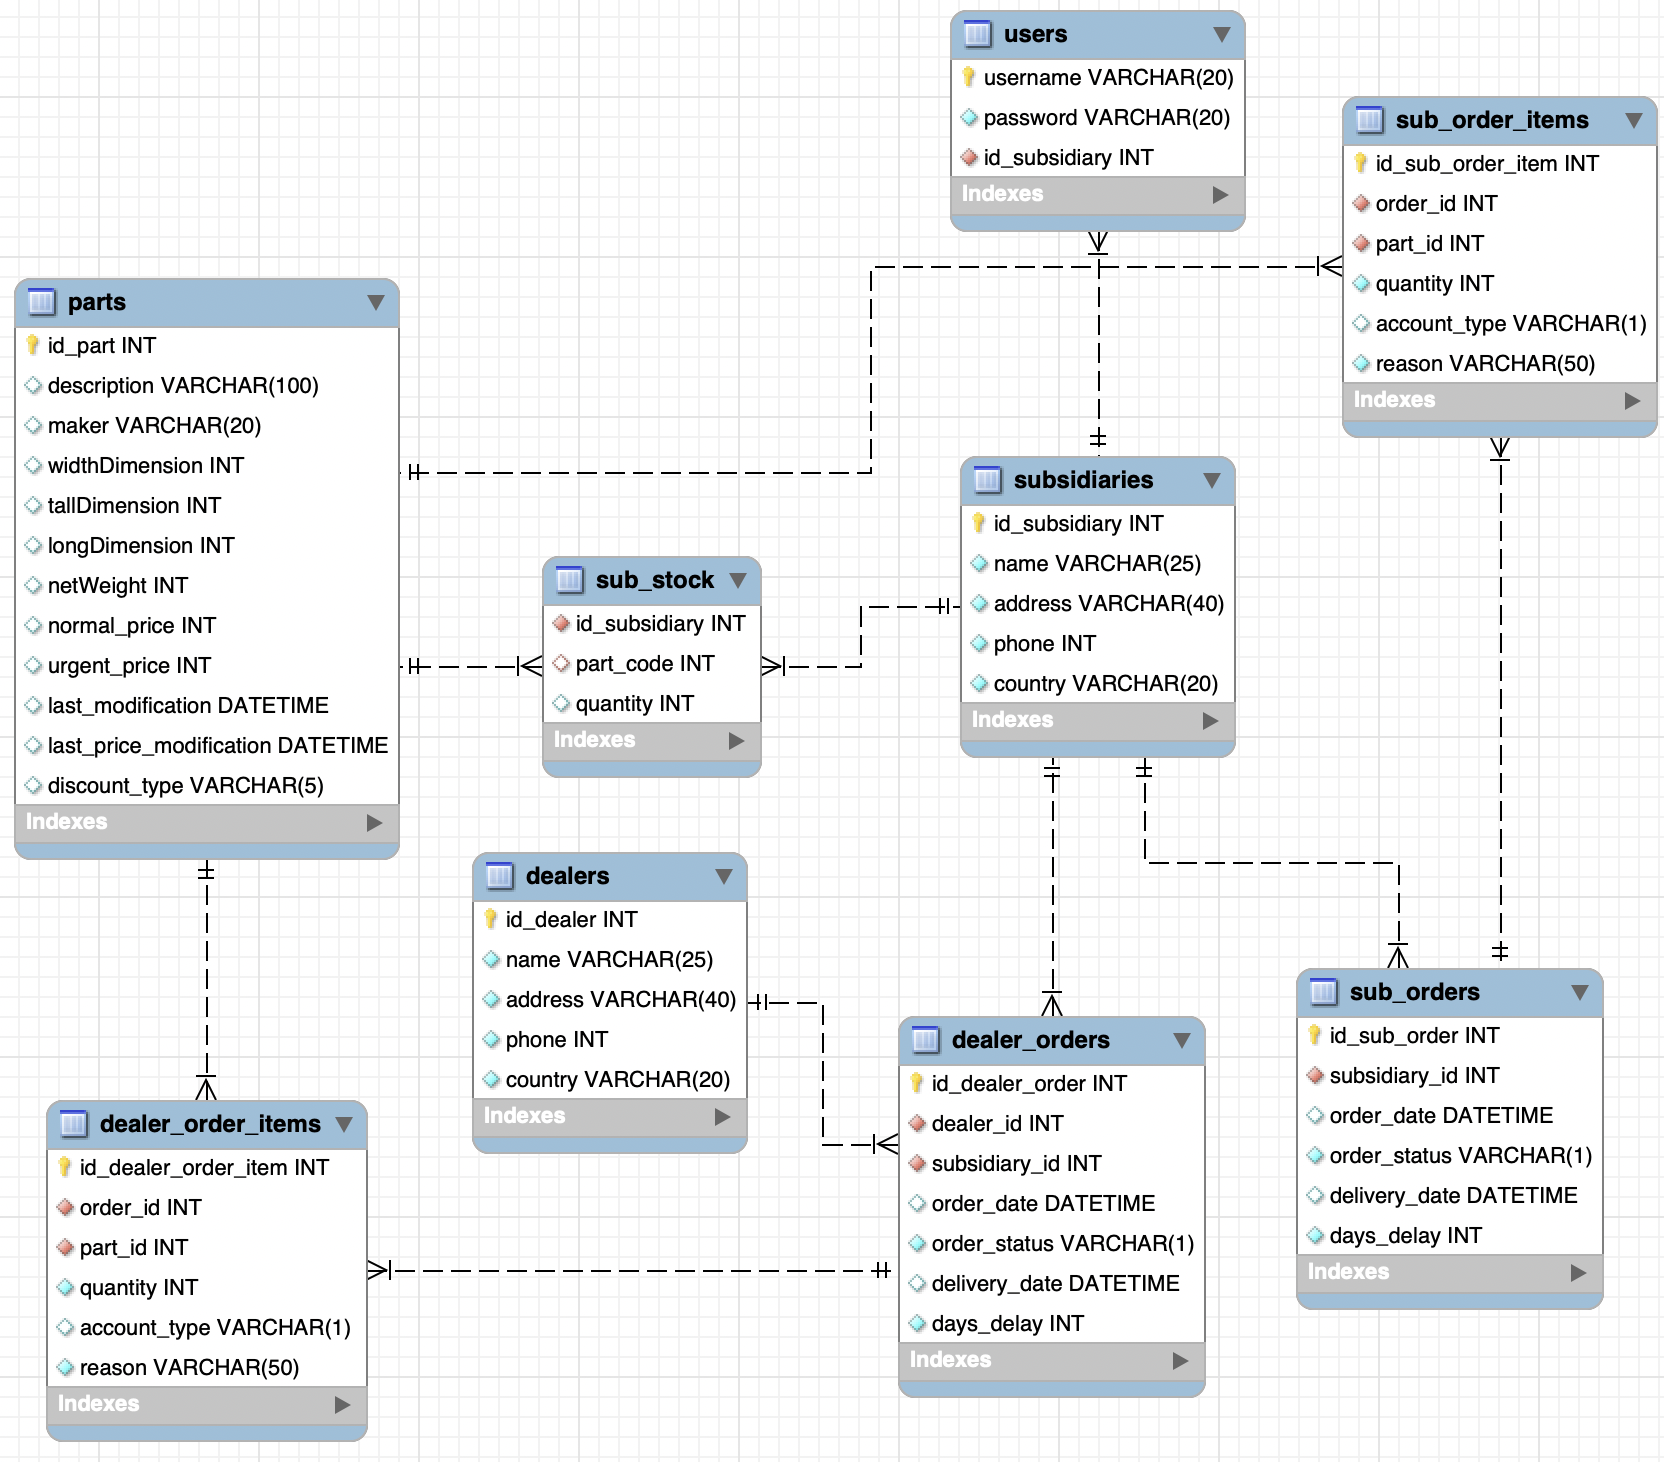 users
username VARCHAR(20)
password VARCHAR(20)
id_subsidiary INT
Indexes
sub_order_items
id_sub_order_item INT
order_id INT
part_id INT
quantity INT
account_type VARCHAR(1)
reason VARCHAR(50)
Indexes
parts
id_part INT
description VARCHAR(100)
maker VARCHAR(20)
widthDimension INT
tallDimension INT
longDimension INT
netWeight INT
normal_price INT
urgent_price INT
last_modification DATETIME
last_price_modification DATETIME
discount_type VARCHAR(5)
Indexes
sub_stock
id_subsidiary INT
part_code INT
quantity INT
Indexes
subsidiaries
id_subsidiary INT
name VARCHAR(25)
address VARCHAR(40)
phone INT
country VARCHAR(20)
Indexes
dealers
id_dealer INT
name VARCHAR(25)
address VARCHAR(40)
phone INT
country VARCHAR(20)
Indexes
dealer_orders
id_dealer_order INT
dealer_id INT
subsidiary_id INT
order_date DATETIME
order_status VARCHAR(1)
delivery_date DATETIME
days_delay INT
Indexes
sub_orders
id_sub_order INT
subsidiary_id INT
order_date DATETIME
order_status VARCHAR(1)
delivery_date DATETIME
days_delay INT
Indexes
dealer_order_items
id_dealer_order_item INT
order_id INT
part_id INT
quantity INT
account_type VARCHAR(1)
reason VARCHAR(50)
Indexes